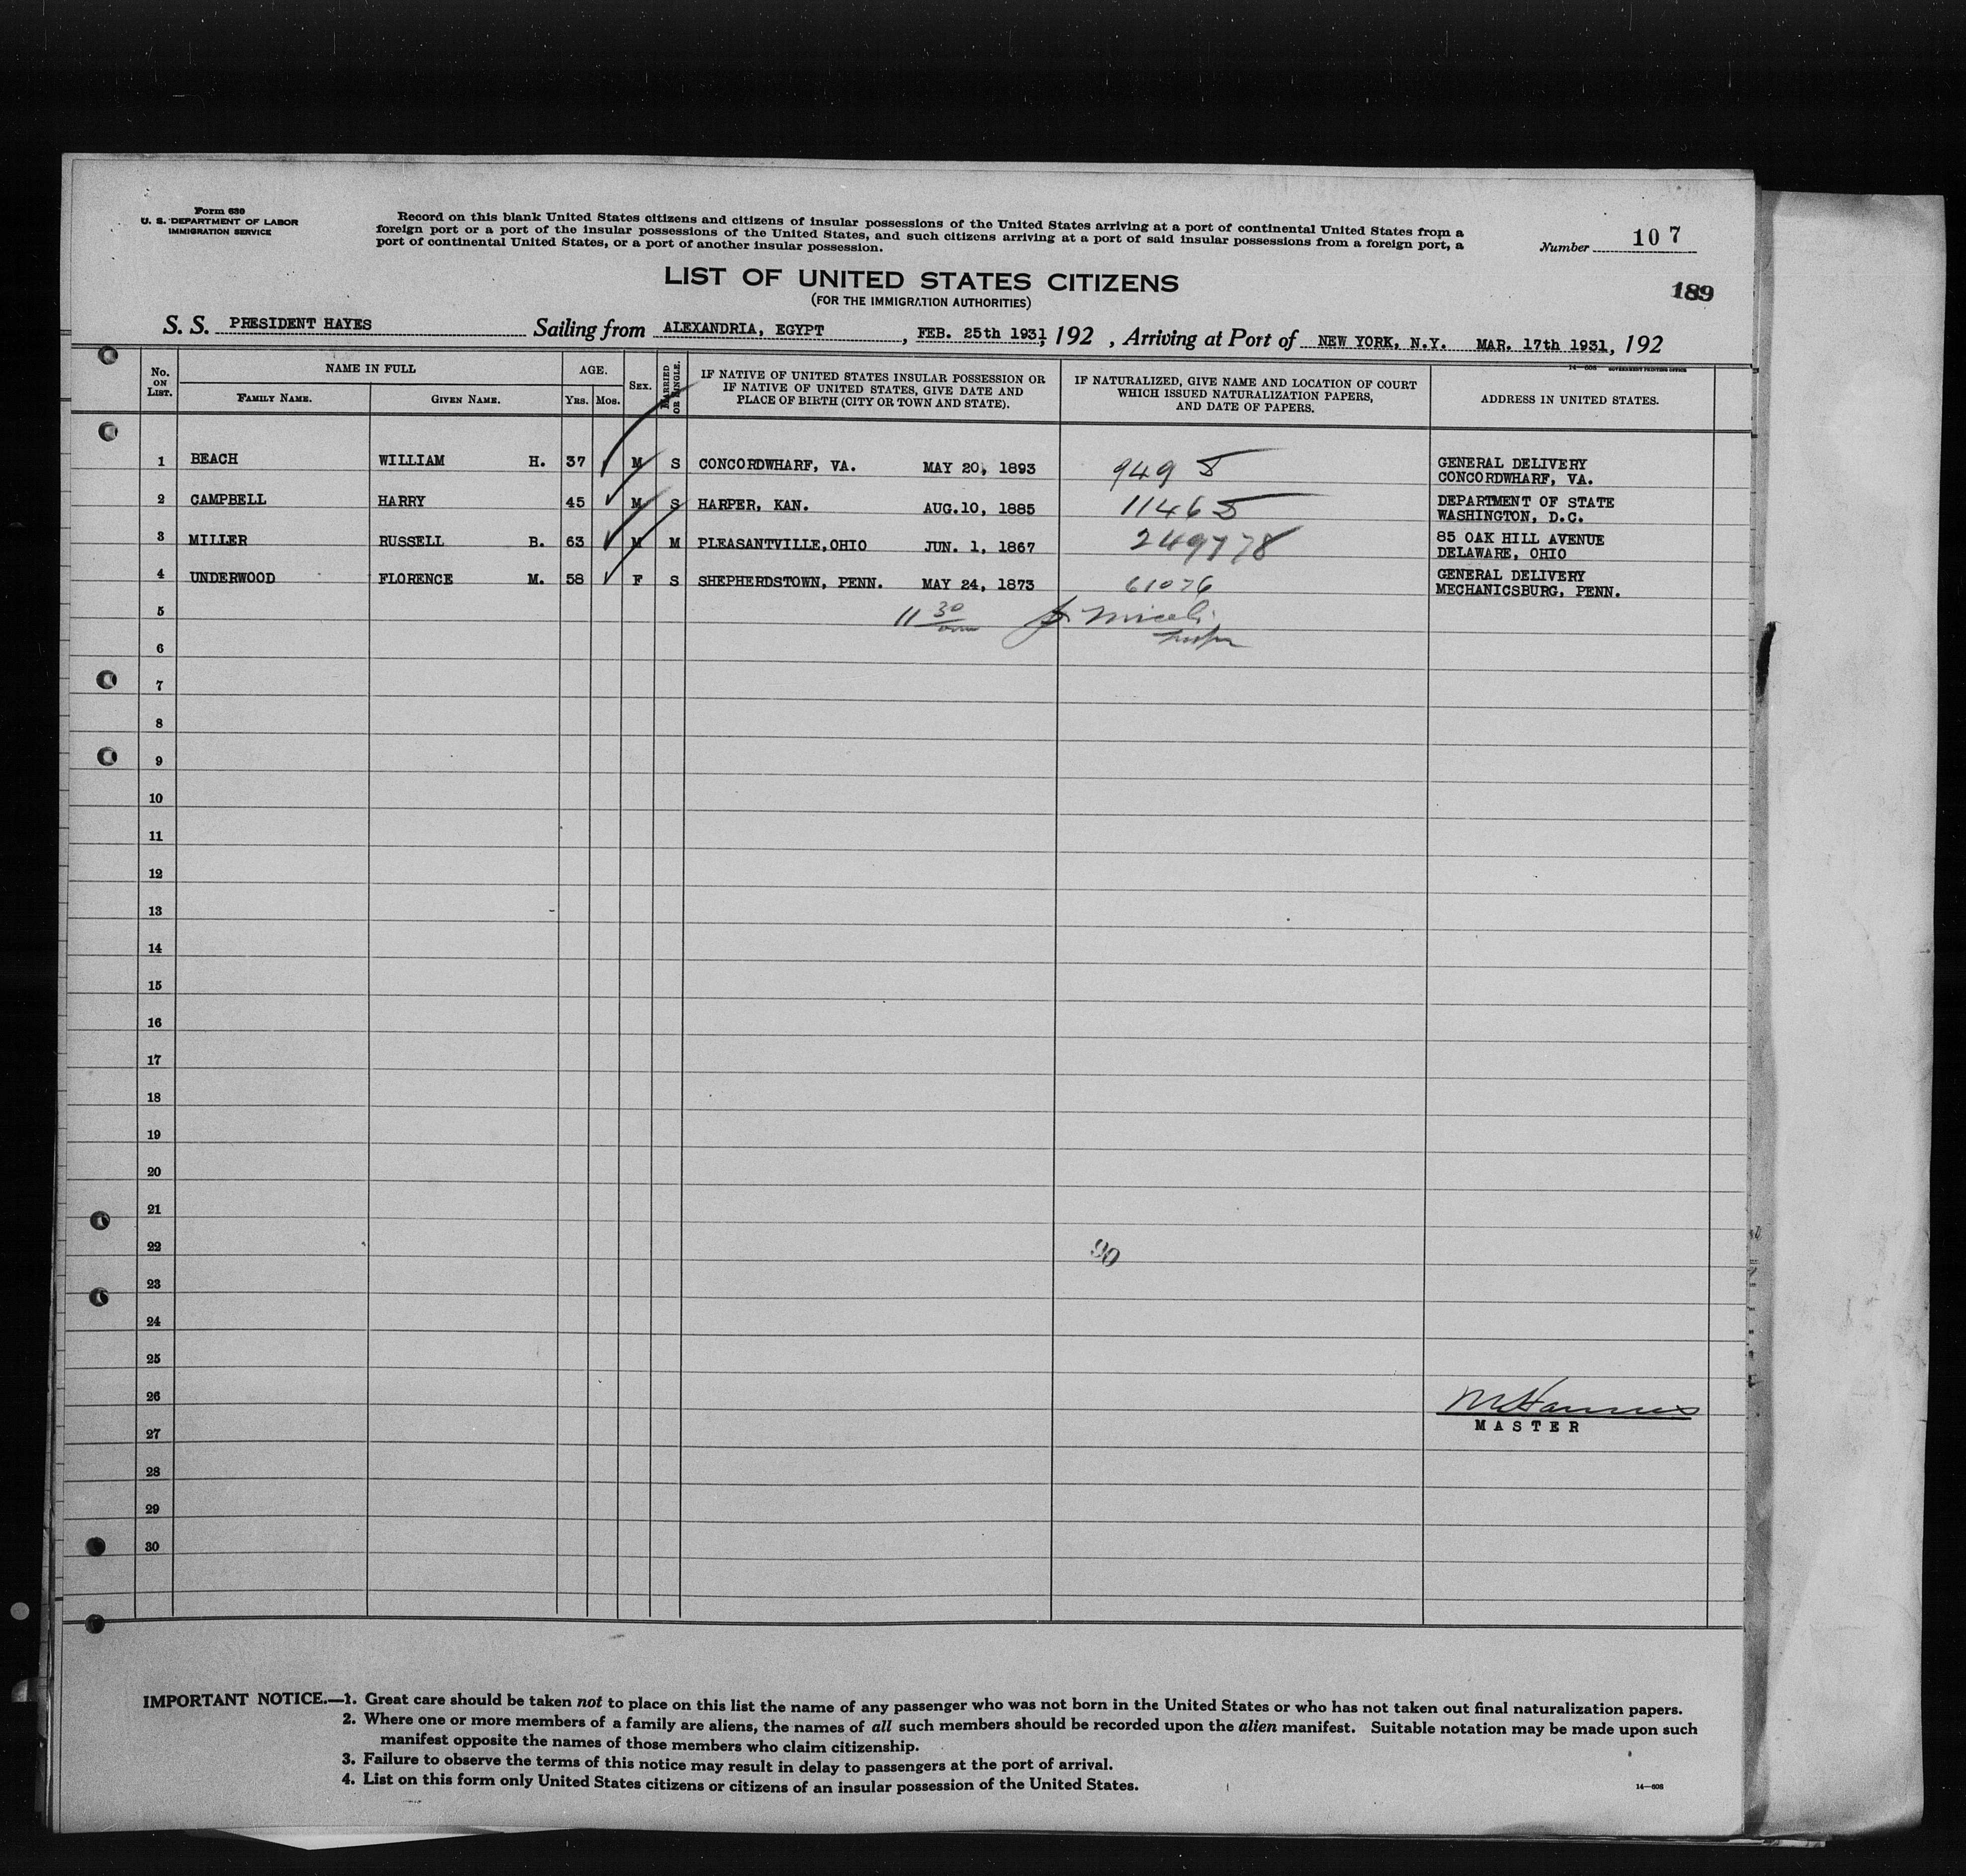 Form 630
U. S. DEPARTMENT OF LABOR
IMMIGRATION SERVICE
Record on this blank United States citizens and citizens of insular possessions of the United States arriving at a port of continental United States from a
foreign port or a port of the insular possessions of the United States, and such citizens arriving at a port of said insular possessions from a foreign port, a
port of continental United States, or a port of another insular possession.
Number 107
LIST OF UNITED STATES CITIZENS
(FOR THE IMMIGRATION AUTHORITIES)
189
S. S. PRESIDENT HAYES Sailing from ALEXANDRIA, EGYPT, FEB. 25th 1931, 192 , Arriving at Port of NEW YORK, N.Y. MAR. 17th 1931, 192
14—608 GOVERNMENT PRINTING OFFICE
No. ON LIST. NAME IN FULL AGE. SEX. MARRIED OR SINGLE. IF NATIVE OF UNITED STATES INSULAR POSSESSION OR IF NATIVE OF UNITED STATES, GIVE DATE AND PLACE OF BIRTH (CITY OR TOWN AND STATE). IF NATURALIZED, GIVE NAME AND LOCATION OF COURT WHICH ISSUED NATURALIZATION PAPERS, AND DATE OF PAPERS. ADDRESS IN UNITED STATES.
FAMILY NAME. GIVEN NAME. YRS. MOS.
1 BEACH WILLIAM H. 37 M S CONCORDWHARF, VA. MAY 20, 1893 9495 GENERAL DELIVERY
CONCORDWHARF, VA.
2 CAMPBELL HARRY 45 M S HARPER, KAN. AUG.10, 1885 11465 DEPARTMENT OF STATE
WASHINGTON, D.C.
3 MILLER RUSSELL B. 63 M M PLEASANTVILLE,OHIO JUN. 1, 1867 249778 85 OAK HILL AVENUE
DELAWARE, OHIO
4 UNDERWOOD FLORENCE M. 58 F S SHEPHERDSTOWN, PENN. MAY 24, 1873 61076 GENERAL DELIVERY
MECHANICSBURG, PENN.
5 11 30
6
7
8
9
10
11
12
13
14
15
16
17
18
19
20
21
22 90
23
24
25
26
MASTER
27
28
29
30
IMPORTANT NOTICE.—1. Great care should be taken not to place on this list the name of any passenger who was not born in the United States or who has not taken out final naturalization papers.
2. Where one or more members of a family are aliens, the names of all such members should be recorded upon the alien manifest. Suitable notation may be made upon such
manifest opposite the names of those members who claim citizenship.
3. Failure to observe the terms of this notice may result in delay to passengers at the port of arrival.
4. List on this form only United States citizens or citizens of an insular possession of the United States.
14—608